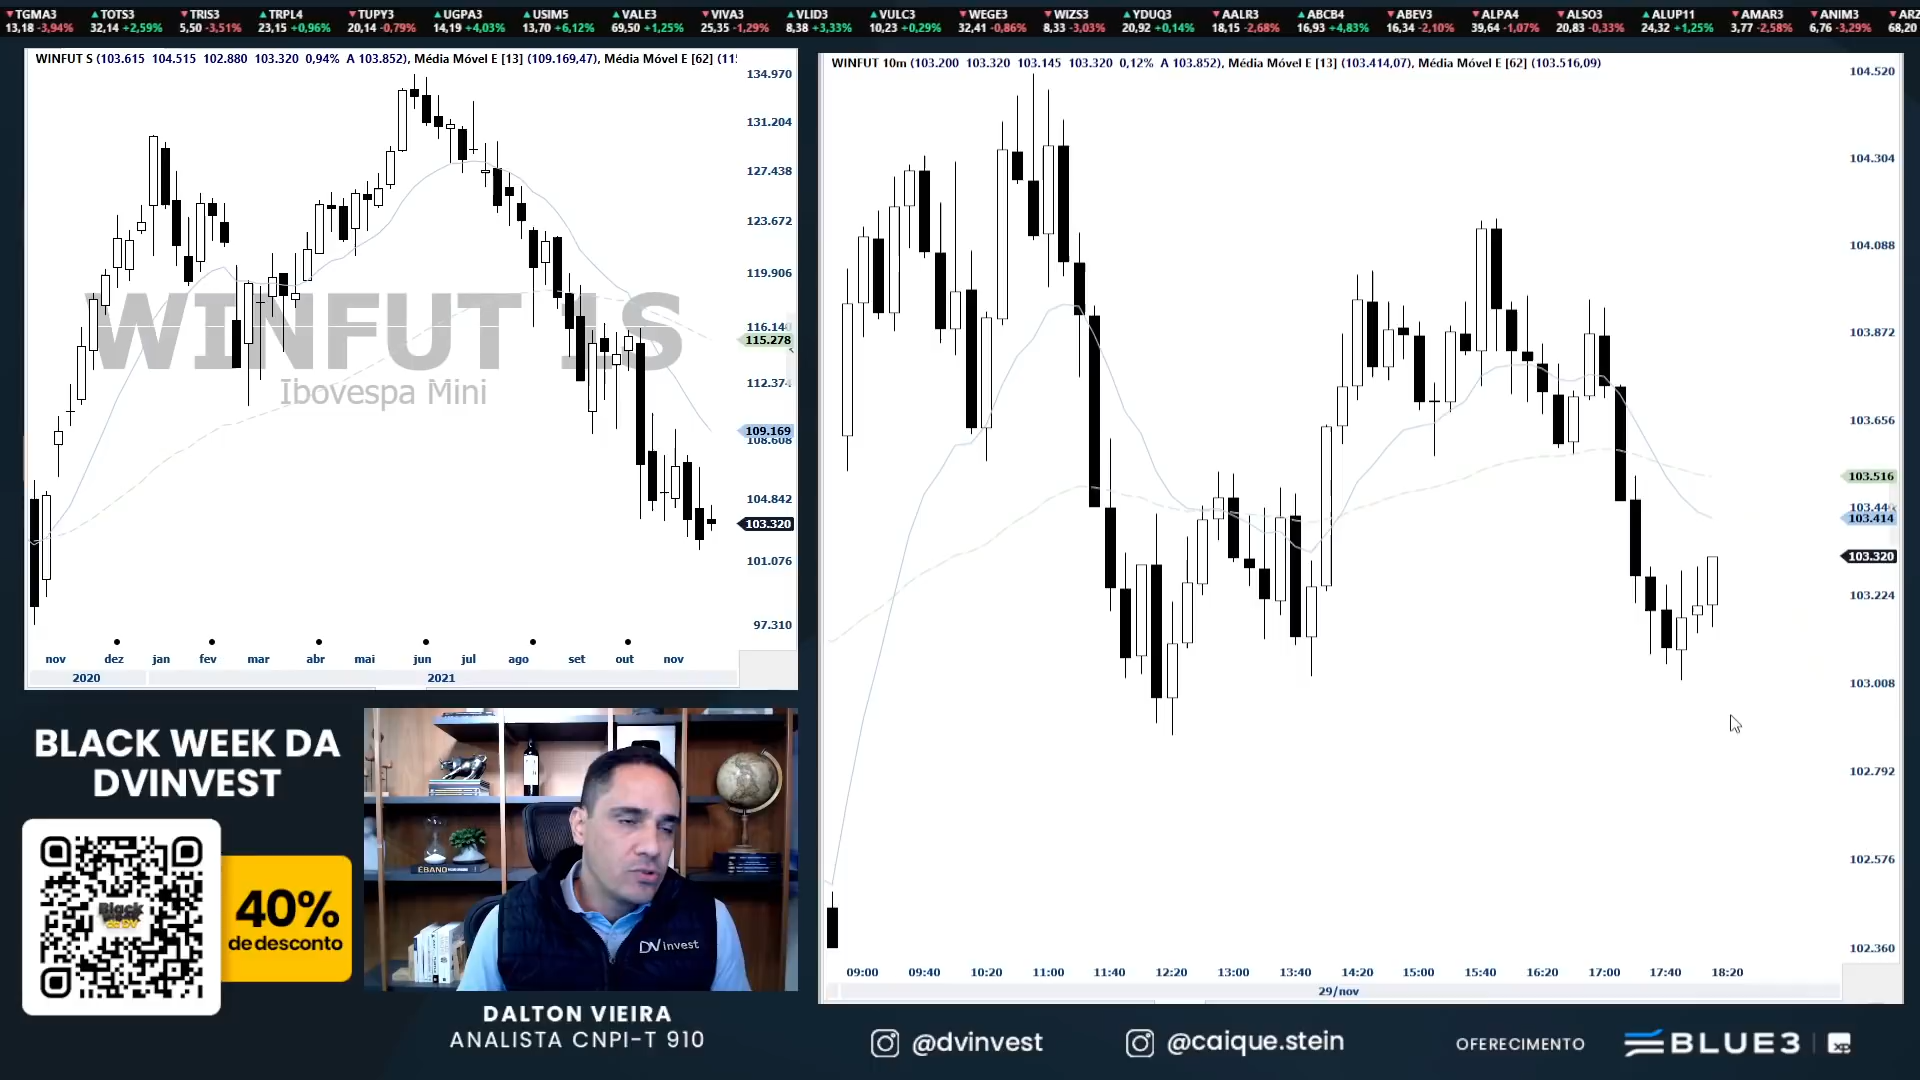 ▼TGMA3 ▲TOTS3 ▼TRIS3 ▲TRPL4 ▼TUPY3 ▲UGPA3 ▲USIM5 ▲VALE3 ▼VIVA3 ▲VLID3 ▲VULC3 ▼WEGE3 ▼WIZS3 ▲YDUQ3 ▼AALR3 ▲ABCB4 ▼ABEV3 ▼ALPA4 ▼ALSO3 ▲ALUP11 ▼AMAR3 ▼ANIM3
13,18 -3,94% 32,14 +2,59% 5,50 -3,51% 23,15 +0,96% 20,14 -0,79% 14,19 +4,03% 13,70 +6,12% 69,50 +1,25% 25,35 -1,29% 8,38 +3,33% 10,23 +0,29% 32,41 -0,86% 8,33 -3,03% 20,92 +0,14% 18,15 -2,68% 16,93 +4,83% 16,34 -2,10% 39,64 -1,07% 20,83 -0,33% 24,32 +1,25% 3,77 -2,58% 6,76 -3,29% 68,20
WINFUT S (103.615 104.515 102.880 103.320 0,94% A 103.852), Média Móvel E [13] (109.169,47), Média Móvel E [62]
134.970
131.204
127.438
123.672
119.906
116.140
115.278
112.374
109.169
108.608
104.842
103.320
101.076
97.310
WINFUT 1S
Ibovespa Mini
nov dez jan fev mar abr mai jun jul ago set out nov
2020 2021
WINFUT 10m (103.200 103.320 103.145 103.320 0,12% A 103.852), Média Móvel E [13] (103.414,07), Média Móvel E [62] (103.516,09)
104.520
104.304
104.088
103.872
103.656
103.516
103.414
103.320
103.224
103.008
102.792
102.576
102.360
09:00 09:40 10:20 11:00 11:40 12:20 13:00 13:40 14:20 15:00 15:40 16:20 17:00 17:40 18:20
29/nov
BLACK WEEK DA
DVINVEST
40%
de desconto
Black
ÉBANO
DV invest
DALTON VIEIRA
ANALISTA CNPI-T 910
@dvinvest
@caique.stein
OFERECIMENTO
BLUE3
xp